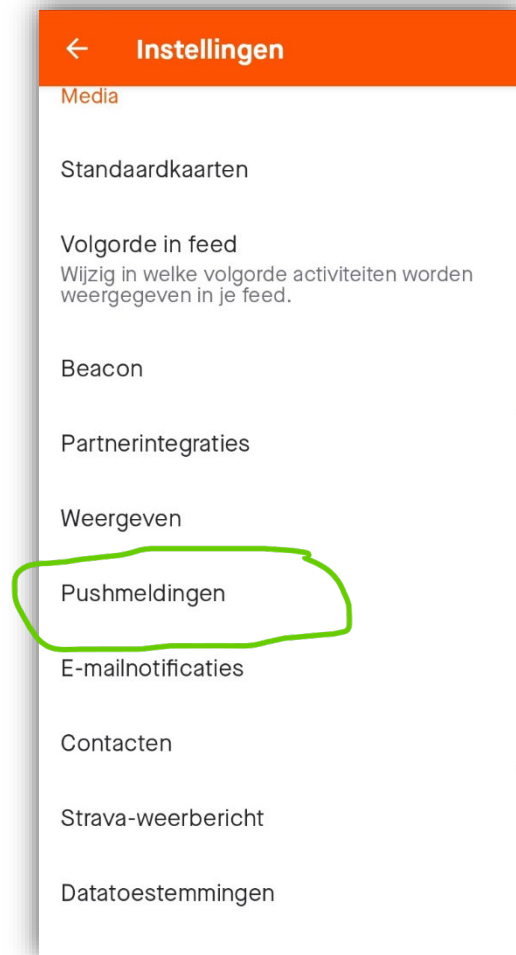 Instellingen
Media
Standaardkaarten
Volgorde in feed
Wijzig in welke volgorde activiteiten worden
weergegeven in je feed.
Beacon
Partnerintegraties
Weergeven
Pushmeldingen
E-mailnotificaties
Contacten
Strava-weerbericht
Datatoestemmingen